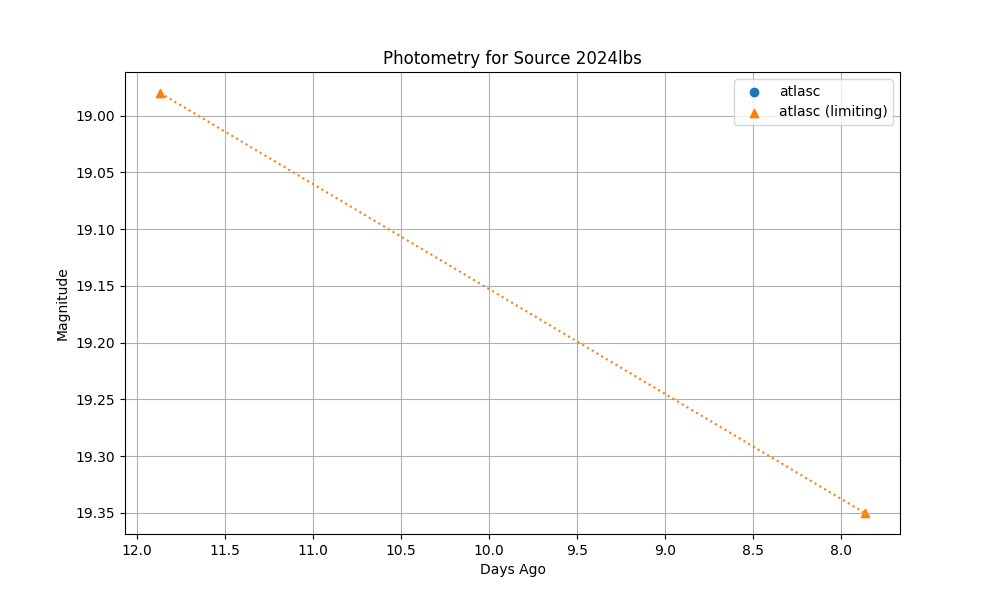 Photometry for Source 2024lbs
atlasc
atlasc (limiting)
19.00
19.05
19.10
19.15
19.20
19.25
19.30
19.35
Magnitude
12.0 11.5 11.0 10.5 10.0 9.5 9.0 8.5 8.0
Days Ago